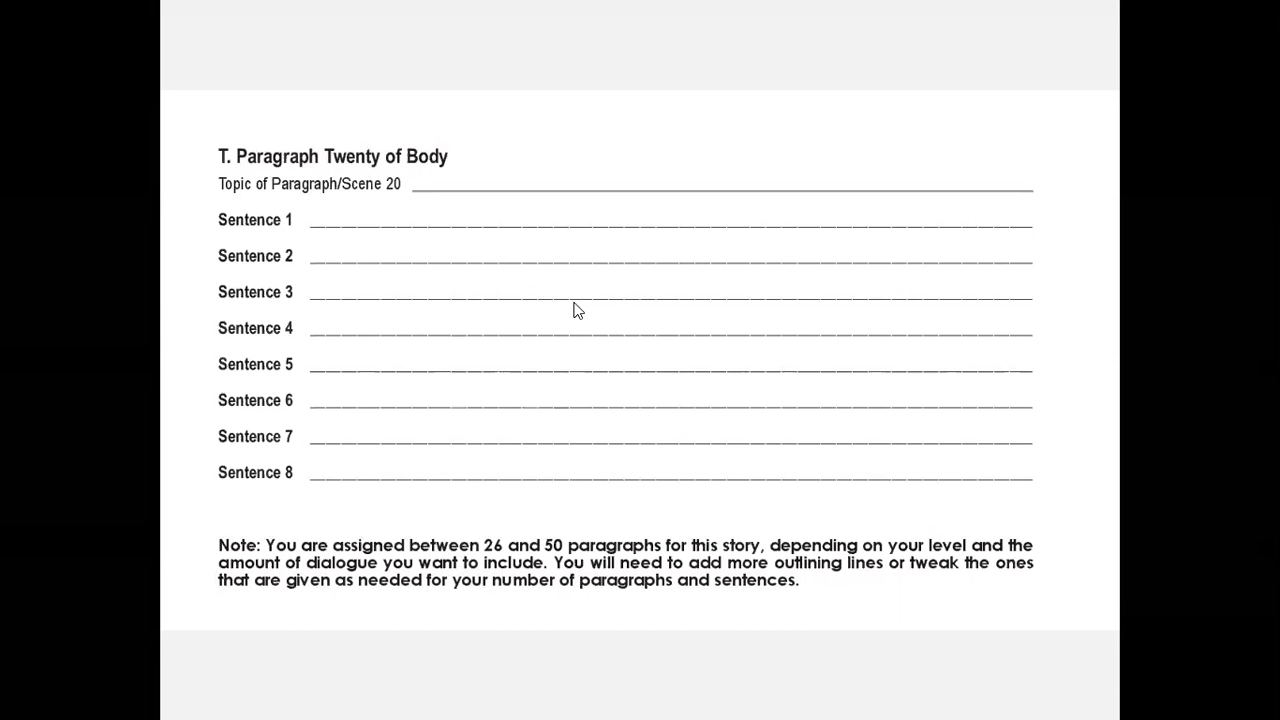 T. Paragraph Twenty of Body
Topic of Paragraph/Scene 20
Sentence 1
Sentence 2
Sentence 3
Sentence 4
Sentence 5
Sentence 6
Sentence 7
Sentence 8
Note: You are assigned between 26 and 50 paragraphs for this story, depending on your level and the
amount of dialogue you want to include. You will need to add more outlining lines or tweak the ones
that are given as needed for your number of paragraphs and sentences.